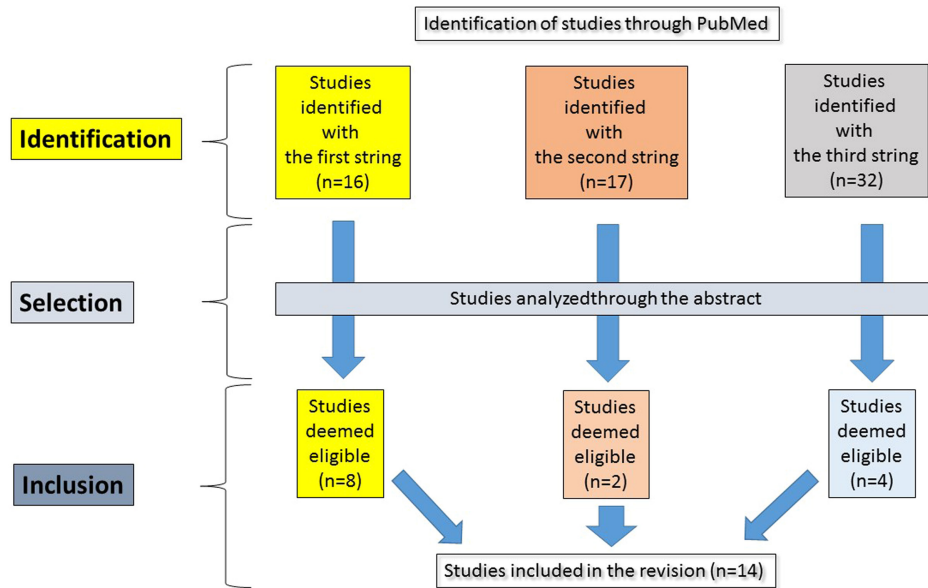 Identification of studies through PubMed
Identification
Studies
identified
with
the first string
(n=16)
Studies
identified
with
the second string
(n=17)
Studies
identified
with
the third string
(n=32)
Selection
Studies analyzedthrough the abstract
Inclusion
Studies
deemed
eligible
(n=8)
Studies
deemed
eligible
(n=2)
Studies
deemed
eligible
(n=4)
Studies included in the revision (n=14)